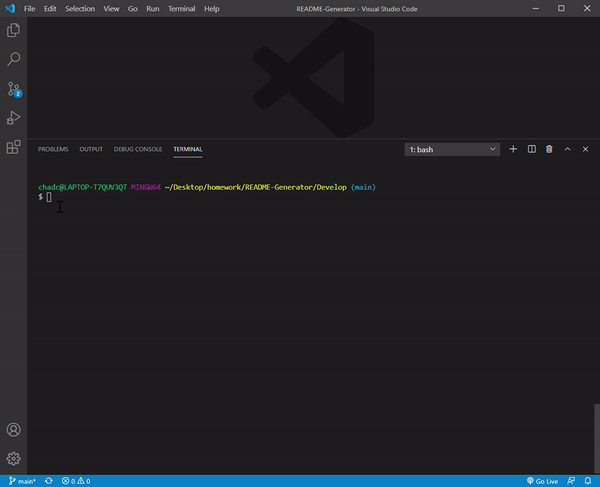 File Edit Selection View Go Run Terminal Help README-Generator - Visual Studio Code
2
PROBLEMS OUTPUT DEBUG CONSOLE TERMINAL 1: bash
chadc@LAPTOP-T7QUV3QT MINGW64 ~/Desktop/homework/README-Generator/Develop (main)
$
main* 0 0 Go Live